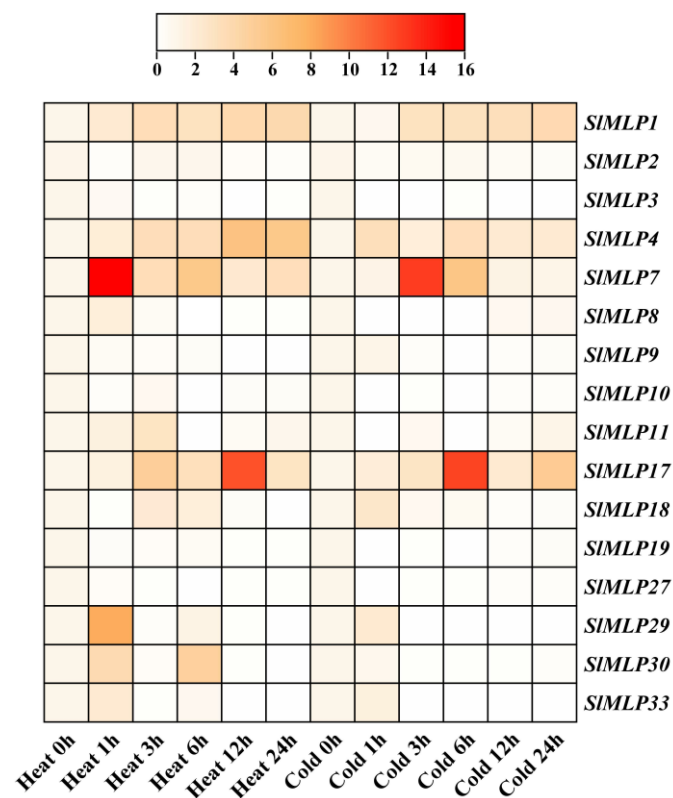 0 2 4 6 8 10 12 14 16
SlMLP1
SlMLP2
SlMLP3
SlMLP4
SlMLP7
SlMLP8
SlMLP9
SlMLP10
SlMLP11
SlMLP17
SlMLP18
SlMLP19
SlMLP27
SlMLP29
SlMLP30
SlMLP33
Heat 0h
Heat 1h
Heat 3h
Heat 6h
Heat 12h
Heat 24h
Cold 0h
Cold 1h
Cold 3h
Cold 6h
Cold 12h
Cold 24h